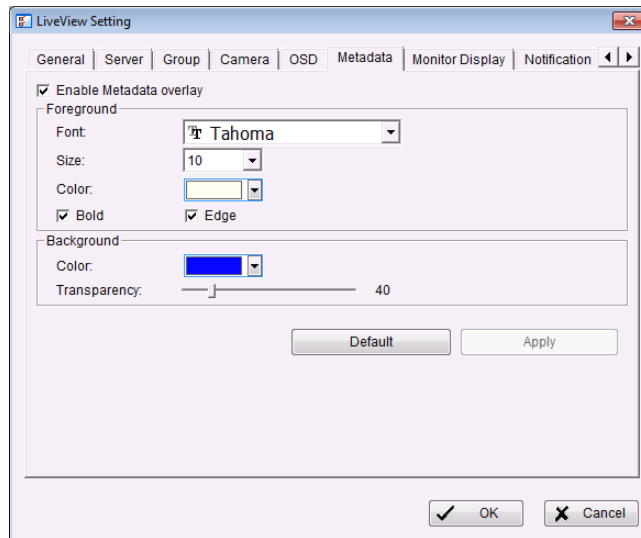 LiveView Setting
General Server Group Camera OSD Metadata Monitor Display Notification
Enable Metadata overlay
Foreground
Font: Tahoma
Size: 10
Color:
Bold Edge
Background
Color:
Transparency: 40
Default Apply
OK Cancel